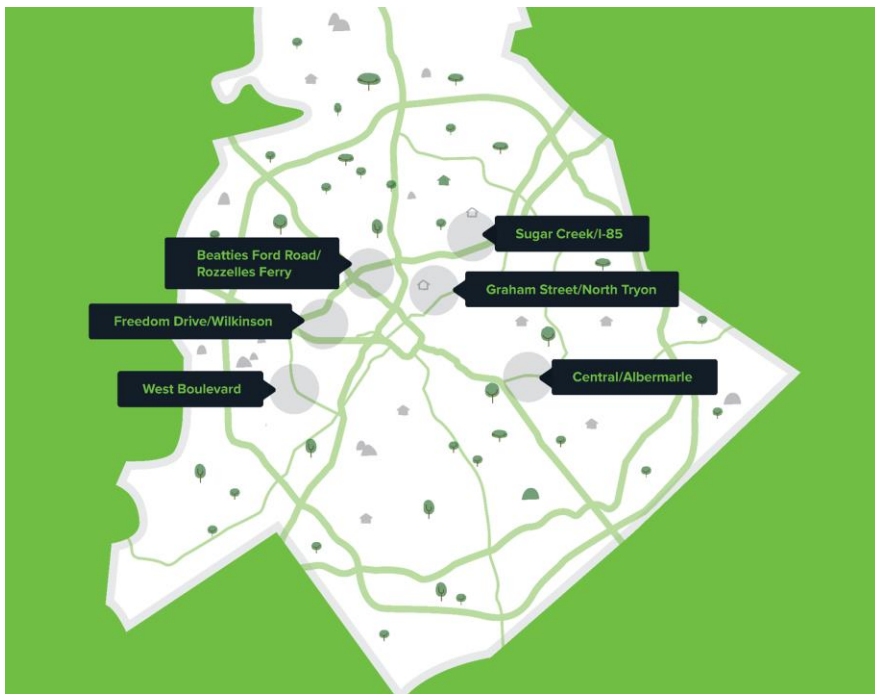 Sugar Creek/I-85
Beatties Ford Road/
Rozzelles Ferry
Graham Street/North Tryon
Freedom Drive/Wilkinson
Central/Albermarle
West Boulevard